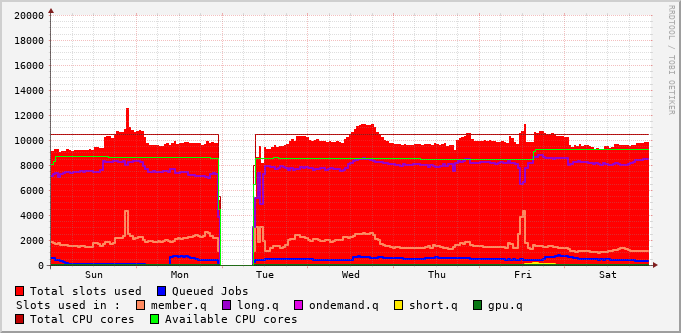 RRDTOOL / TOBI OETIKER
20000
18000
16000
14000
12000
10000
8000
6000
4000
2000
0
Sun Mon Tue Wed Thu Fri Sat
Total slots used Queued Jobs
Slots used in : member.q long.q ondemand.q short.q gpu.q
Total CPU cores Available CPU cores